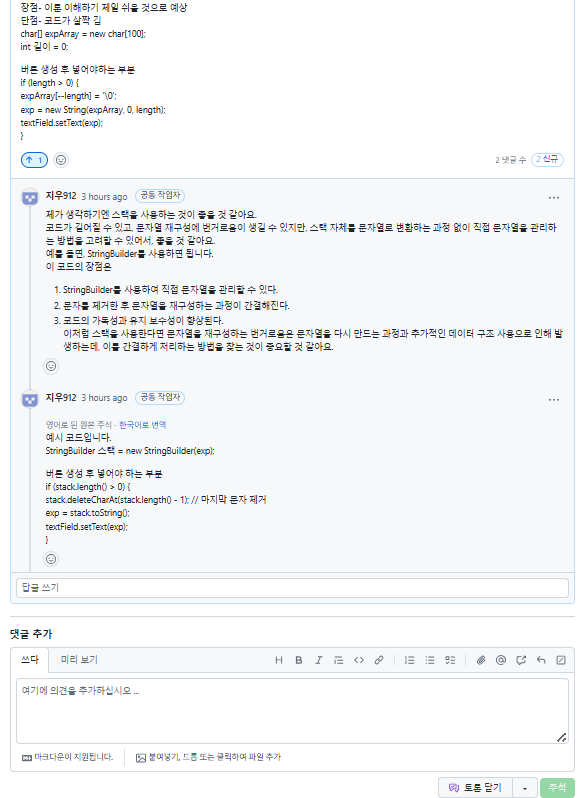 장점- 이론 이해하기 제일 쉬울 것으로 예상
단점- 코드가 살짝 김
char[] expArray = new char[100];
int 길이 = 0;
버튼 생성 후 넣어야하는 부분
if (length > 0) {
expArray[--length] = '\0';
exp = new String(expArray, 0, length);
textField.setText(exp);
}
1
2 댓글 수 2 신규
지우912 3 hours ago 공동 작업자
제가 생각하기엔 스택을 사용하는 것이 좋을 것 같아요.
코드가 길어질 수 있고, 문자열 재구성에 번거로움이 생길 수 있지만, 스택 자체를 문자열로 변환하는 과정 없이 직접 문자열을 관리하
는 방법을 고려할 수 있어서, 좋을 것 같아요.
예를 들면, StringBuilder를 사용하면 됩니다.
이 코드의 장점은
1. StringBuilder를 사용하여 직접 문자열을 관리할 수 있다.
2. 문자를 제거한 후 문자열을 재구성하는 과정이 간결해진다.
3. 코드의 가독성과 유지 보수성이 향상된다.
이처럼 스택을 사용한다면 문자열을 재구성하는 번거로움은 문자열을 다시 만드는 과정과 추가적인 데이터 구조 사용으로 인해 발
생하는데, 이를 간결하게 처리하는 방법을 찾는 것이 중요할 것 같아요.
지우912 3 hours ago 공동 작업자
영어로 된 원본 주석 - 한국어로 번역
예시 코드입니다.
StringBuilder 스택 = new StringBuilder(exp);
버튼 생성 후 넣어야 하는 부분
if (stack.length() > 0) {
stack.deleteCharAt(stack.length() - 1); // 마지막 문자 제거
exp = stack.toString();
textField.setText(exp);
}
답글 쓰기
댓글 추가
쓰다 미리 보기
여기에 의견을 추가하십시오 ...
마크다운이 지원됩니다. 붙여넣기, 드롭 또는 클릭하여 파일 추가
토론 닫기 주석